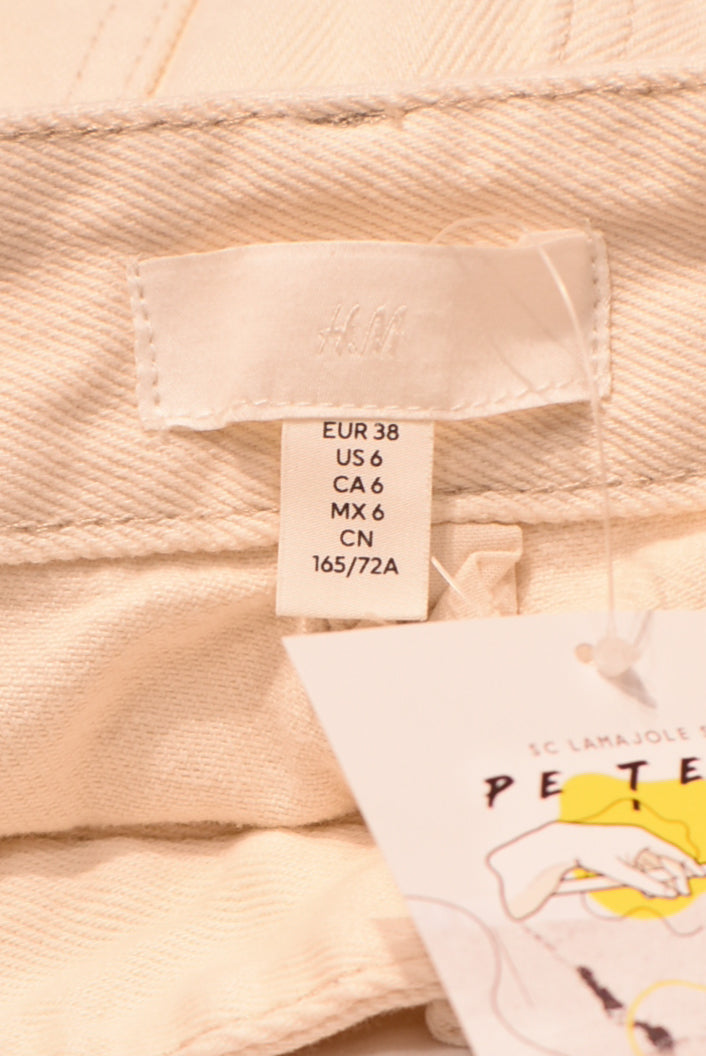 H&M
EUR 38
US 6
CA 6
MX 6
CN
165/72A
SC LAMAJOLE S
PETE